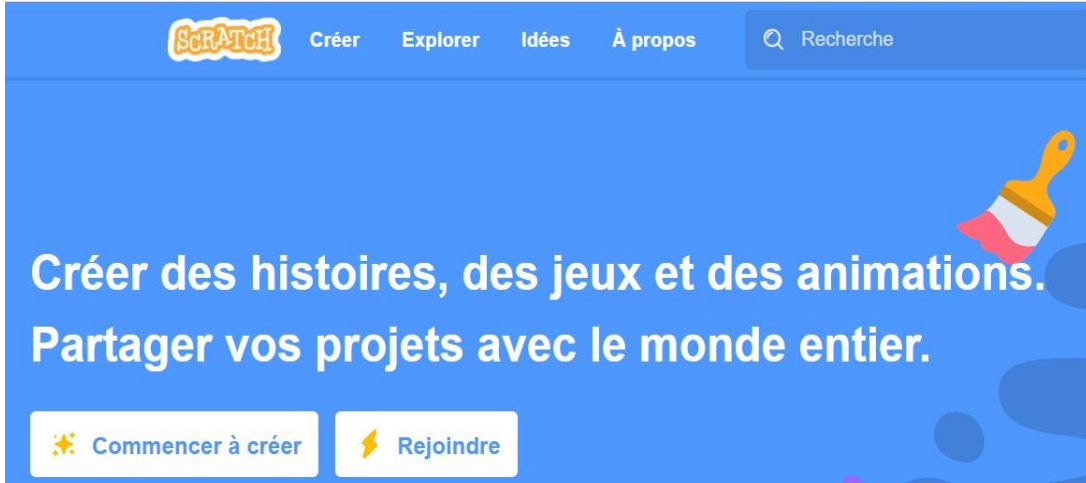 SCRATCH Créer Explorer Idées À propos Recherche
Créer des histoires, des jeux et des animations.
Partager vos projets avec le monde entier.
Commencer à créer Rejoindre